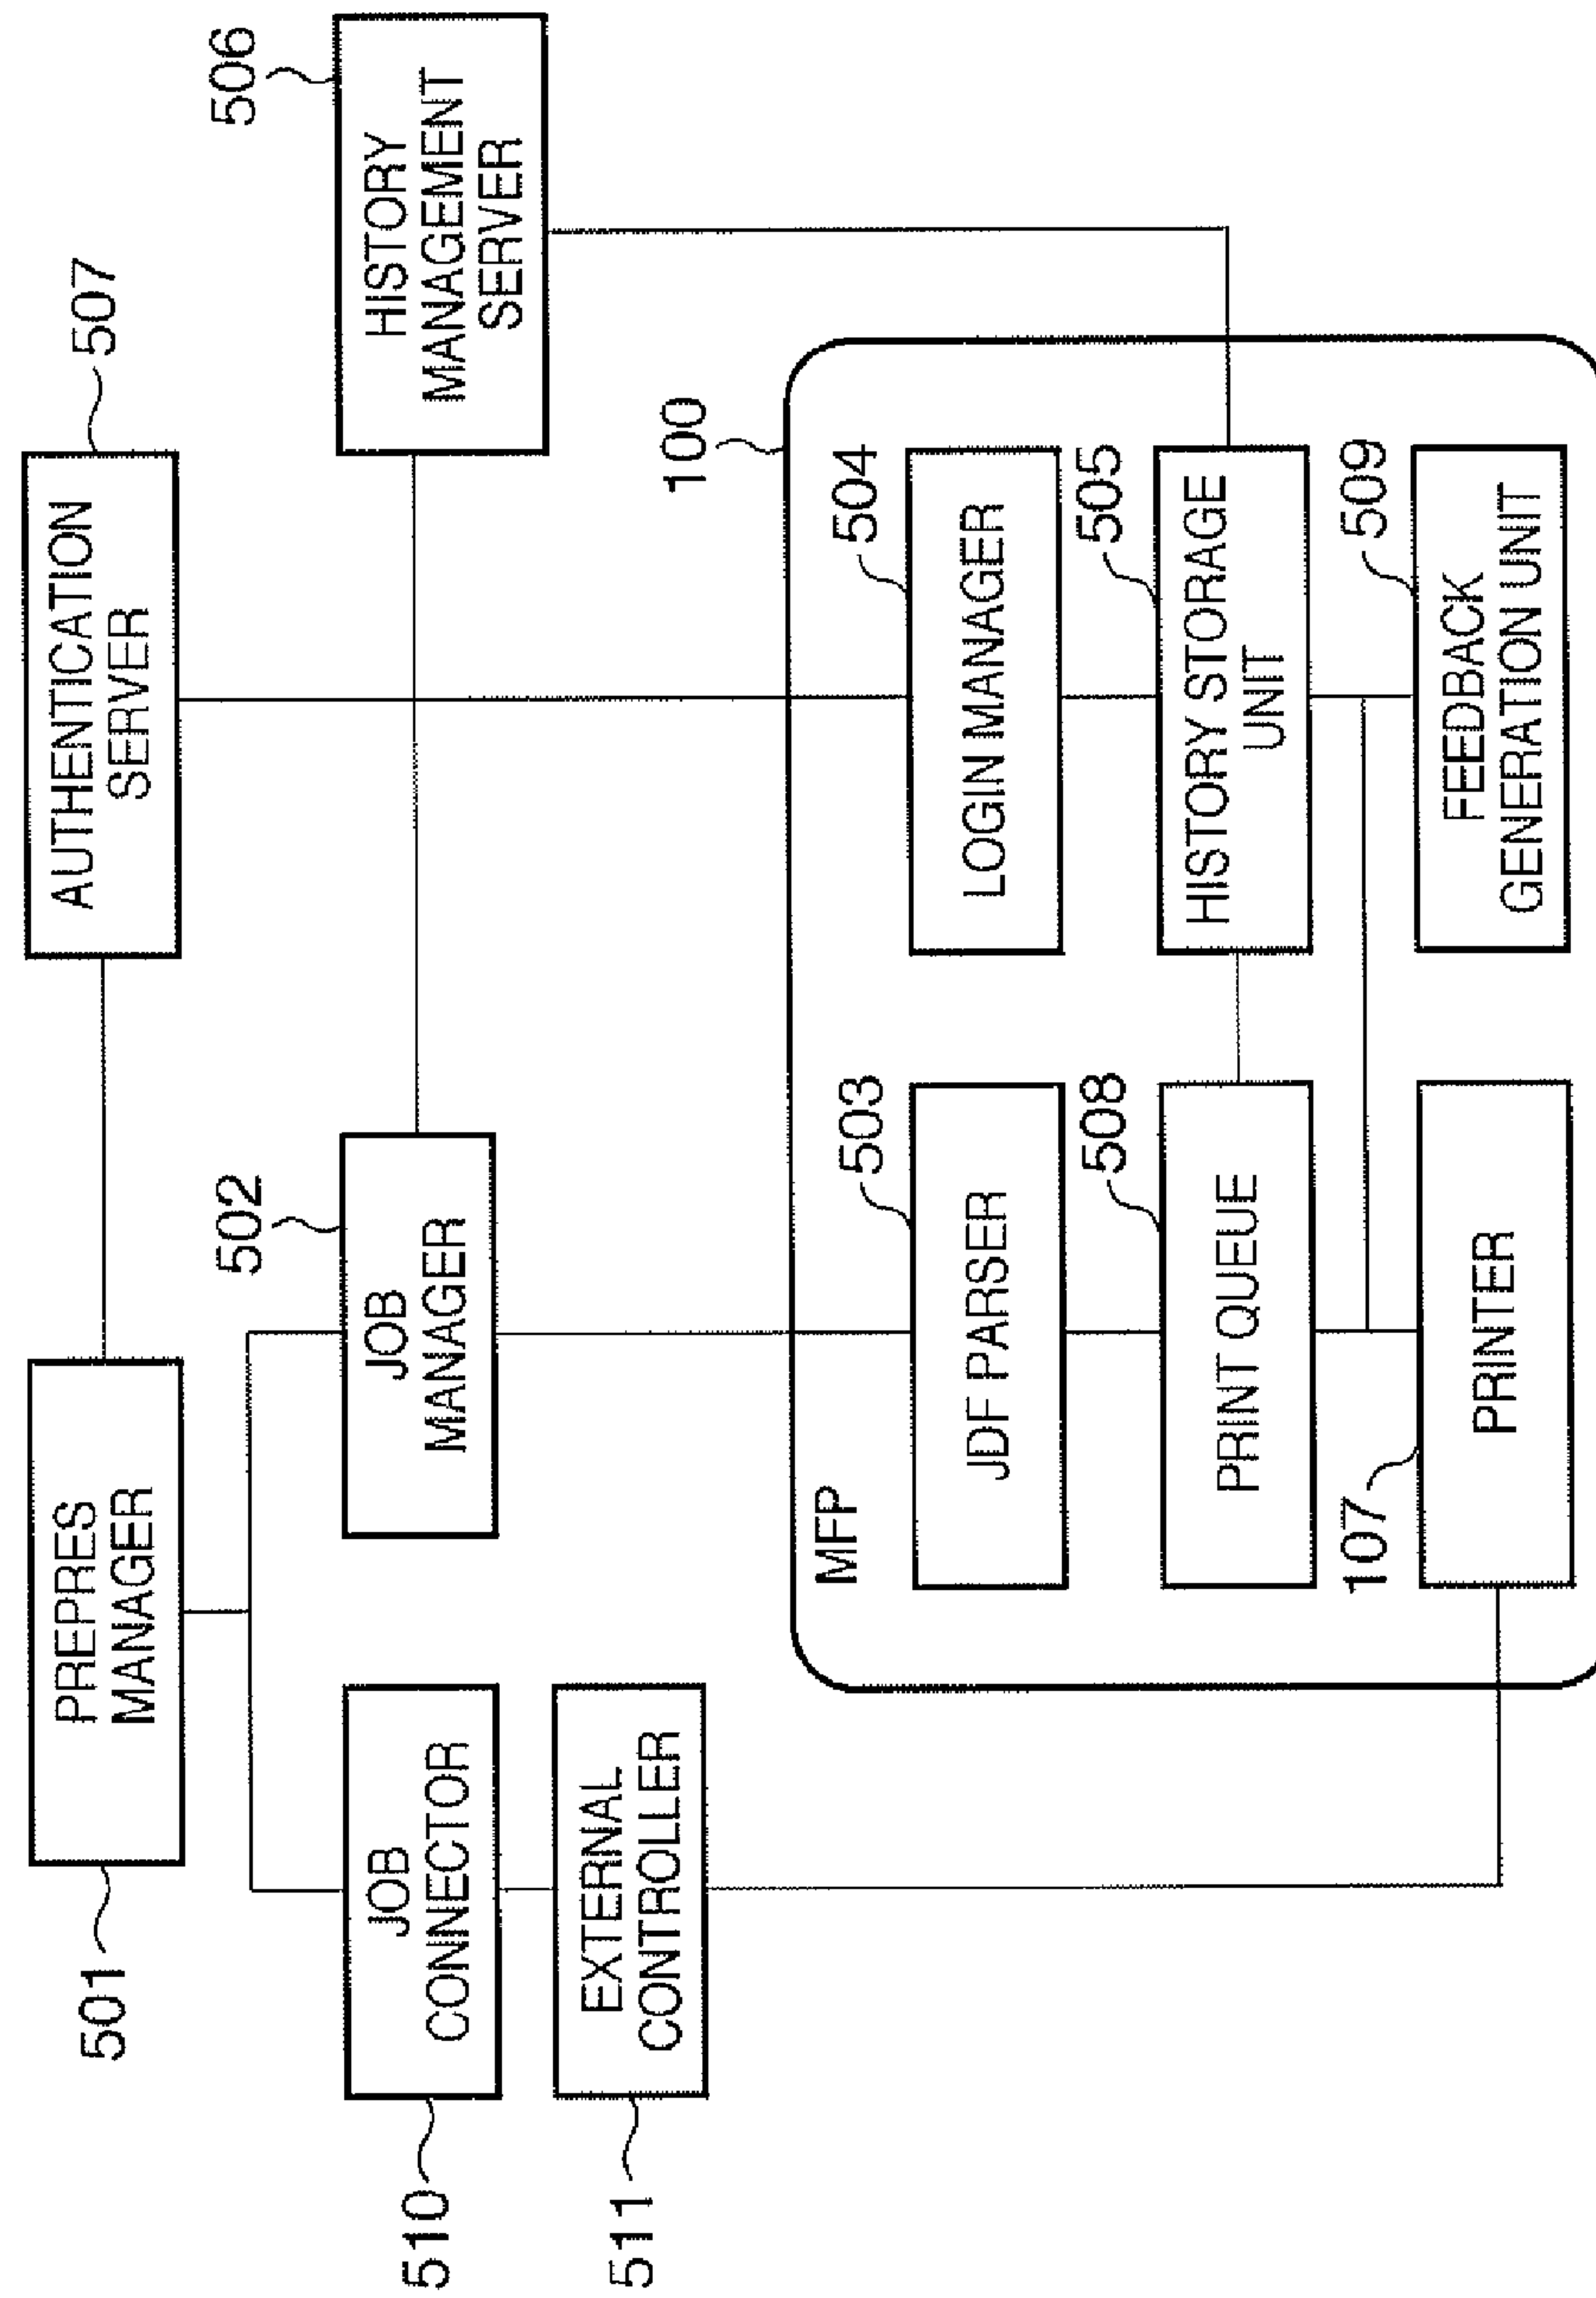 501
PREPRES
MANAGER
AUTHENTICATION
SERVER
507
510
JOB
CONNECTOR
502
JOB
MANAGER
506
HISTORY
MANAGEMENT
SERVER
511
EXTERNAL
CONTROLLER
100
MFP
503
JDF PARSER
504
LOGIN MANAGER
508
PRINT QUEUE
505
HISTORY STORAGE
UNIT
107
PRINTER
509
FEEDBACK
GENERATION UNIT